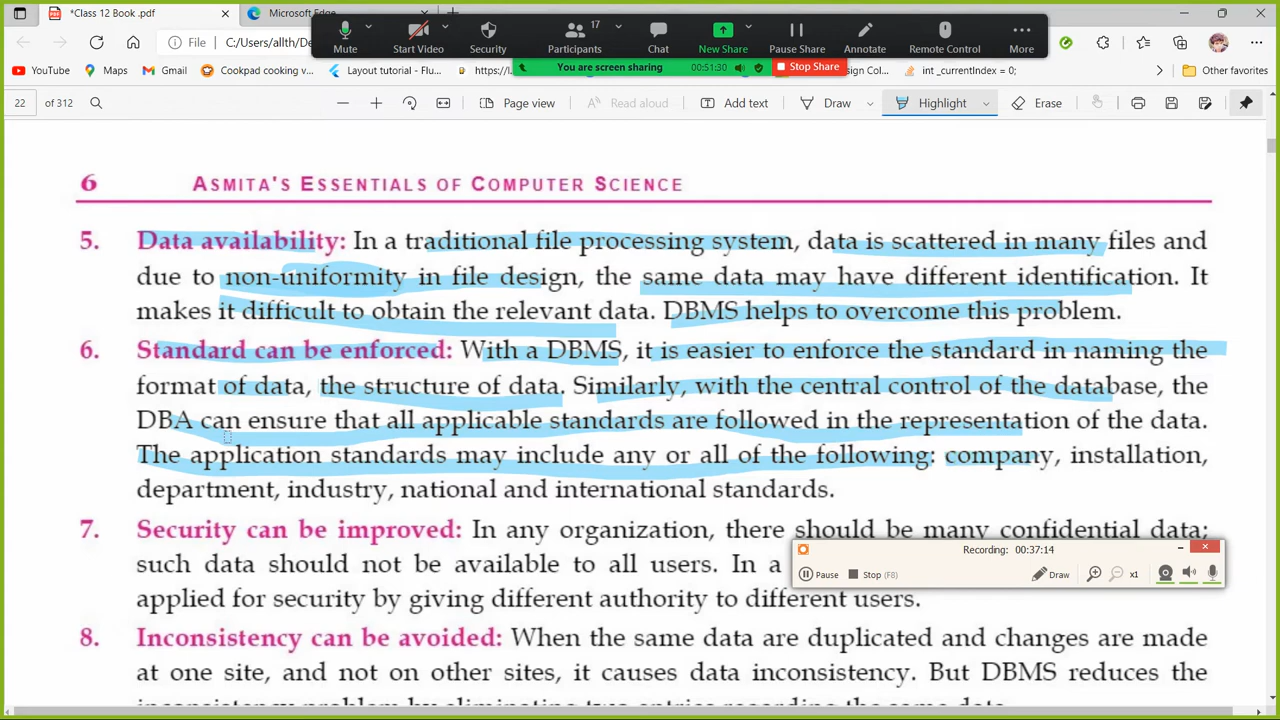 *Class 12 Book .pdf
Microsoft Edge
Mute
Start Video
Security
17
Participants
Chat
New Share
Pause Share
Annotate
Remote Control
More
File
C:/Users/allth/De
You are screen sharing
00:51:30
Stop Share
YouTube
Maps
Gmail
Cookpad cooking v...
Layout tutorial - Flu...
https://l
sign Col...
int _currentIndex = 0;
Other favorites
22
of 312
Page view
Read aloud
Add text
Draw
Highlight
Erase
6
ASMITA'S ESSENTIALS OF COMPUTER SCIENCE
5. Data availability: In a traditional file processing system, data is scattered in many files and
due to non-uniformity in file design, the same data may have different identification. It
makes it difficult to obtain the relevant data. DBMS helps to overcome this problem.
6. Standard can be enforced: With a DBMS, it is easier to enforce the standard in naming the
format of data, the structure of data. Similarly, with the central control of the database, the
DBA can ensure that all applicable standards are followed in the representation of the data.
The application standards may include any or all of the following: company, installation,
department, industry, national and international standards.
7. Security can be improved: In any organization, there should be many confidential data;
such data should not be available to all users. In a
applied for security by giving different authority to different users.
Recording: 00:37:14
Pause
Stop (F8)
Draw
x1
8. Inconsistency can be avoided: When the same data are duplicated and changes are made
at one site, and not on other sites, it causes data inconsistency. But DBMS reduces the
inconsistency problem by eliminating two entries recording the same data.